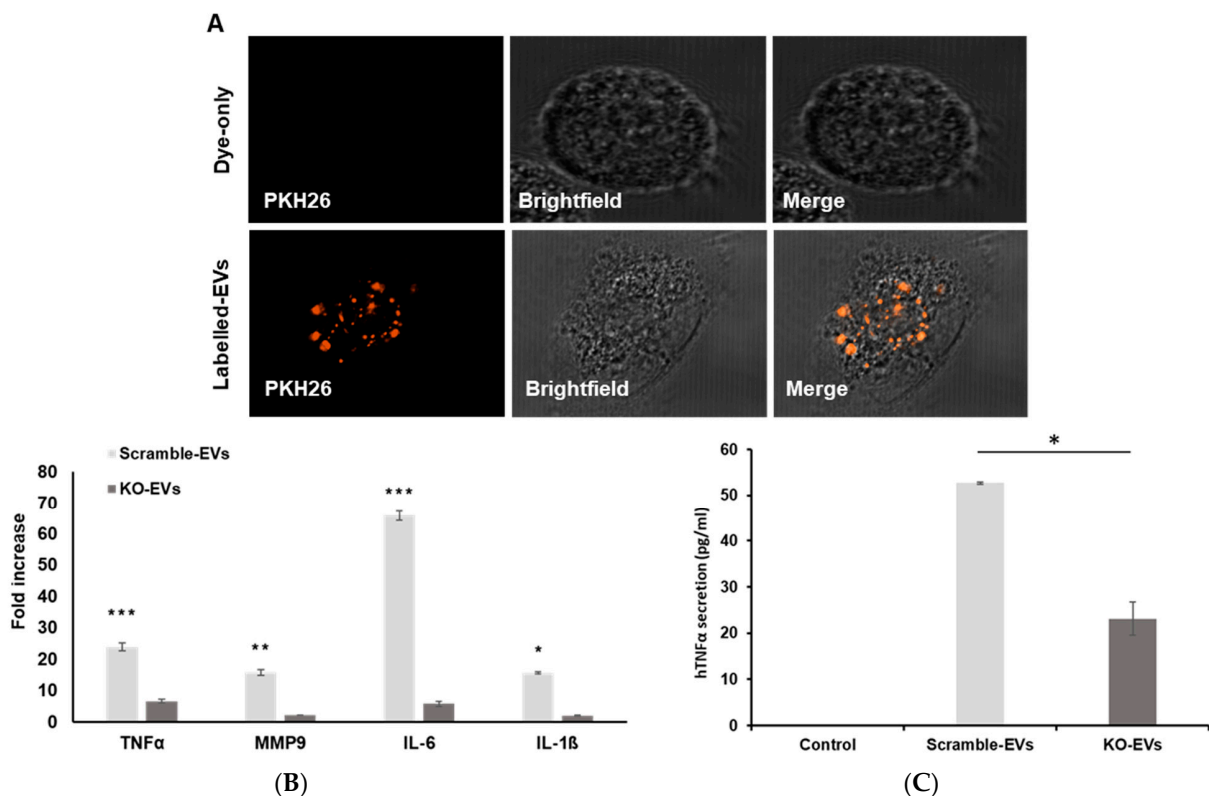 A
Dye-only
PKH26
Brightfield
Merge
Labelled-EVs
PKH26
Brightfield
Merge
Scramble-EVs
KO-EVs
Fold increase
80
70
60
50
40
30
20
10
0
***
**
***
*
TNFα
MMP9
IL-6
IL-1ß
(B)
hTNFα secretion (pg/ml)
60
50
40
30
20
10
0
*
Control
Scramble-EVs
KO-EVs
(C)